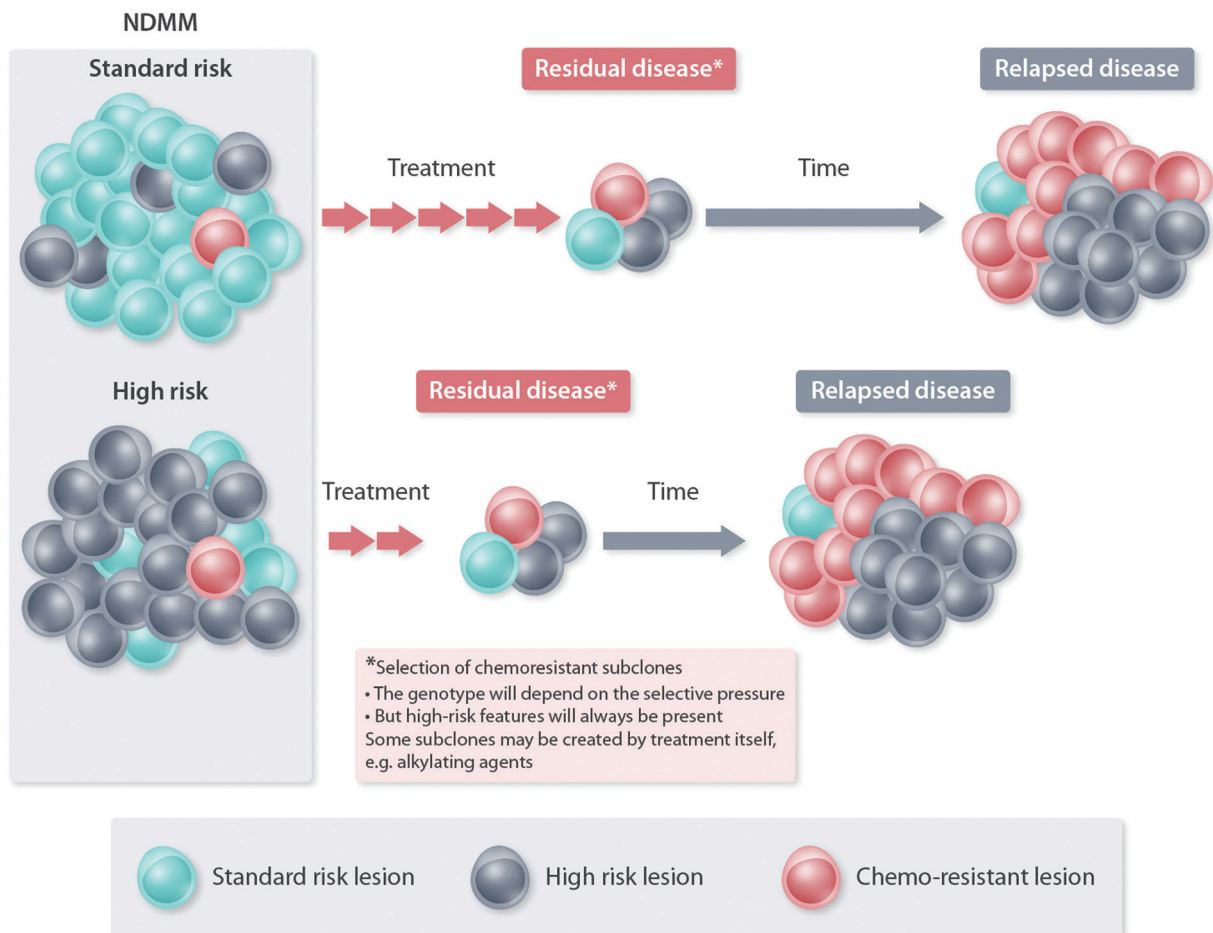 NDMM
Standard risk
Residual disease*
Relapsed disease
Treatment
Time
High risk
Residual disease*
Relapsed disease
Treatment
Time
*Selection of chemoresistant subclones
• The genotype will depend on the selective pressure
• But high-risk features will always be present
Some subclones may be created by treatment itself,
e.g. alkylating agents
Standard risk lesion
High risk lesion
Chemo-resistant lesion